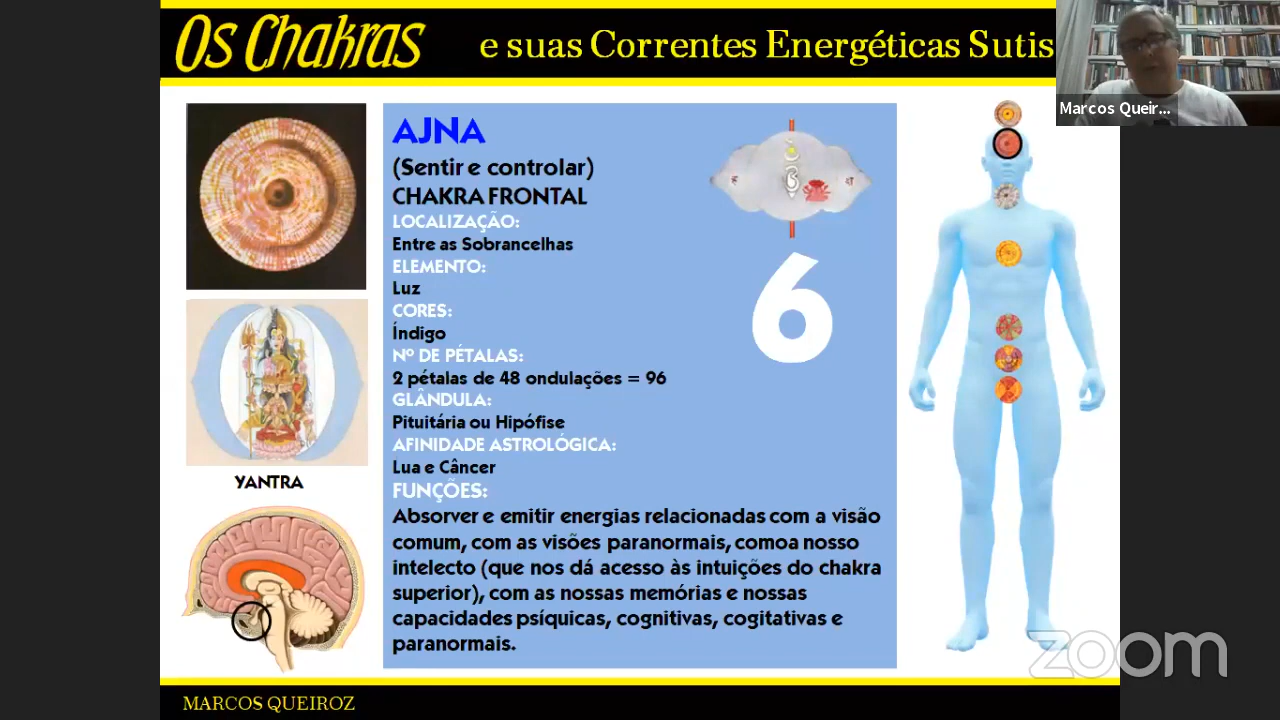 Os Chakras e suas Correntes Energéticas Sutis
Marcos Queir...
AJNA
(Sentir e controlar)
CHAKRA FRONTAL
LOCALIZAÇÃO:
Entre as Sobrancelhas
ELEMENTO:
Luz
CORES:
Índigo
Nº DE PÉTALAS:
2 pétalas de 48 ondulações = 96
GLÂNDULA:
Pituitária ou Hipófise
AFINIDADE ASTROLÓGICA:
Lua e Câncer
FUNÇÕES:
Absorver e emitir energias relacionadas com a visão
comum, com as visões paranormais, comoa nosso
intelecto (que nos dá acesso às intuições do chakra
superior), com as nossas memórias e nossas
capacidades psíquicas, cognitivas, cogitativas e
paranormais.
6
YANTRA
zoom
MARCOS QUEIROZ